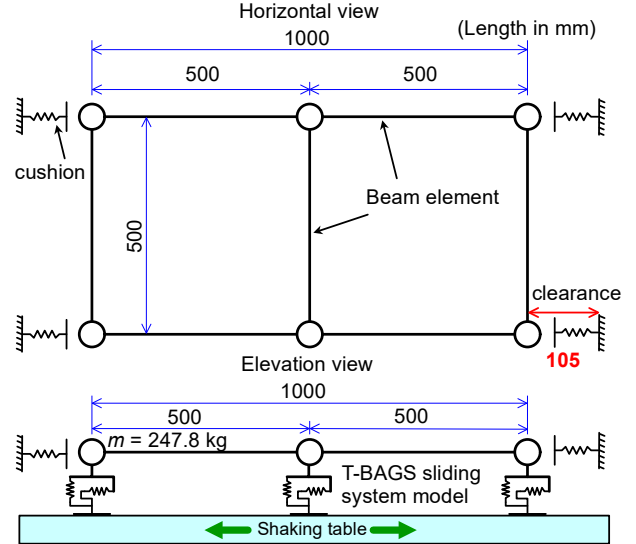 Horizontal view
1000
(Length in mm)
500
500
cushion
500
Beam element
clearance
105
Elevation view
1000
500
500
m = 247.8 kg
T-BAGS sliding
system model
Shaking table